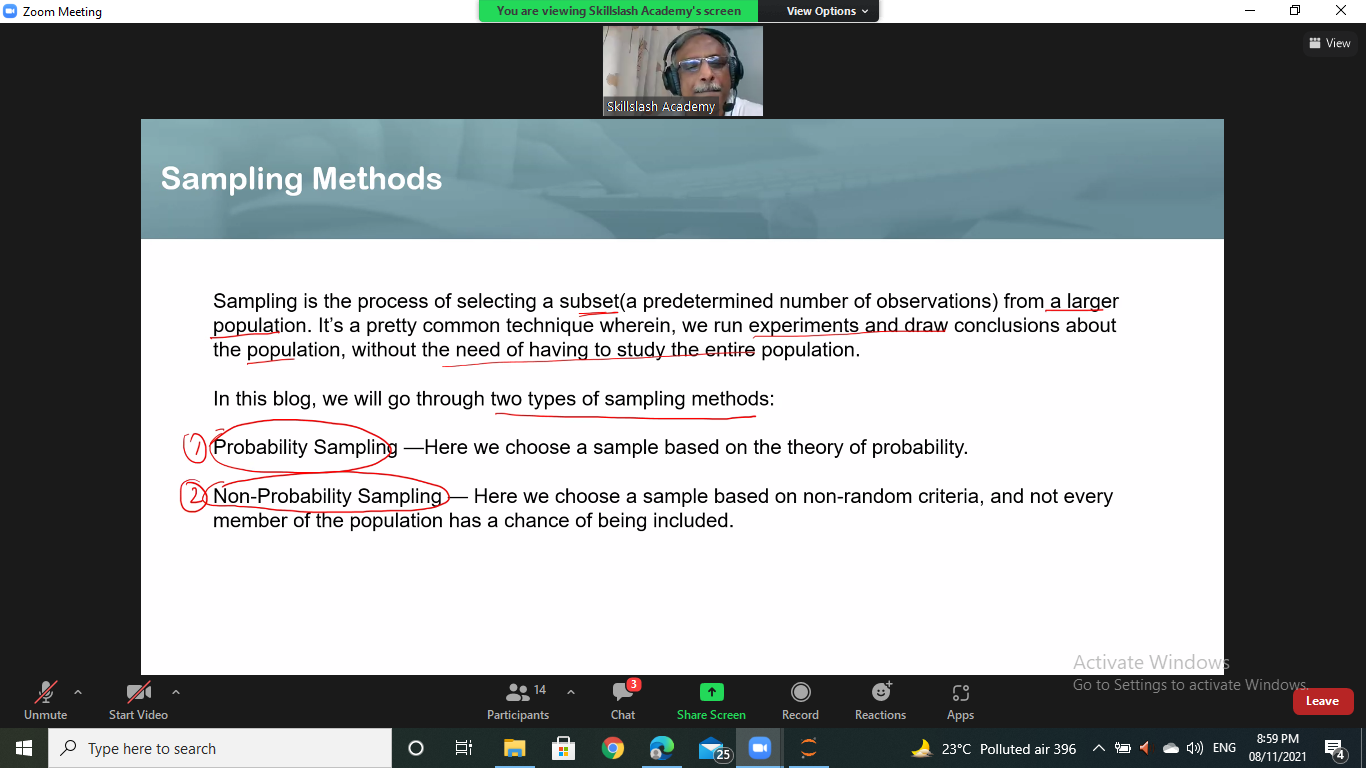 Zoom Meeting
You are viewing Skillslash Academy's screen
View Options
View
Skillslash Academy
Sampling Methods
Sampling is the process of selecting a subset(a predetermined number of observations) from a larger
population. It’s a pretty common technique wherein, we run experiments and draw conclusions about
the population, without the need of having to study the entire population.
In this blog, we will go through two types of sampling methods:
1 Probability Sampling —Here we choose a sample based on the theory of probability.
2 Non-Probability Sampling — Here we choose a sample based on non-random criteria, and not every
member of the population has a chance of being included.
Activate Windows
Go to Settings to activate Windows.
Unmute
Start Video
14
Participants
3
Chat
Share Screen
Record
Reactions
Apps
Leave
Type here to search
25
23°C Polluted air 396
ENG
8:59 PM
08/11/2021
4